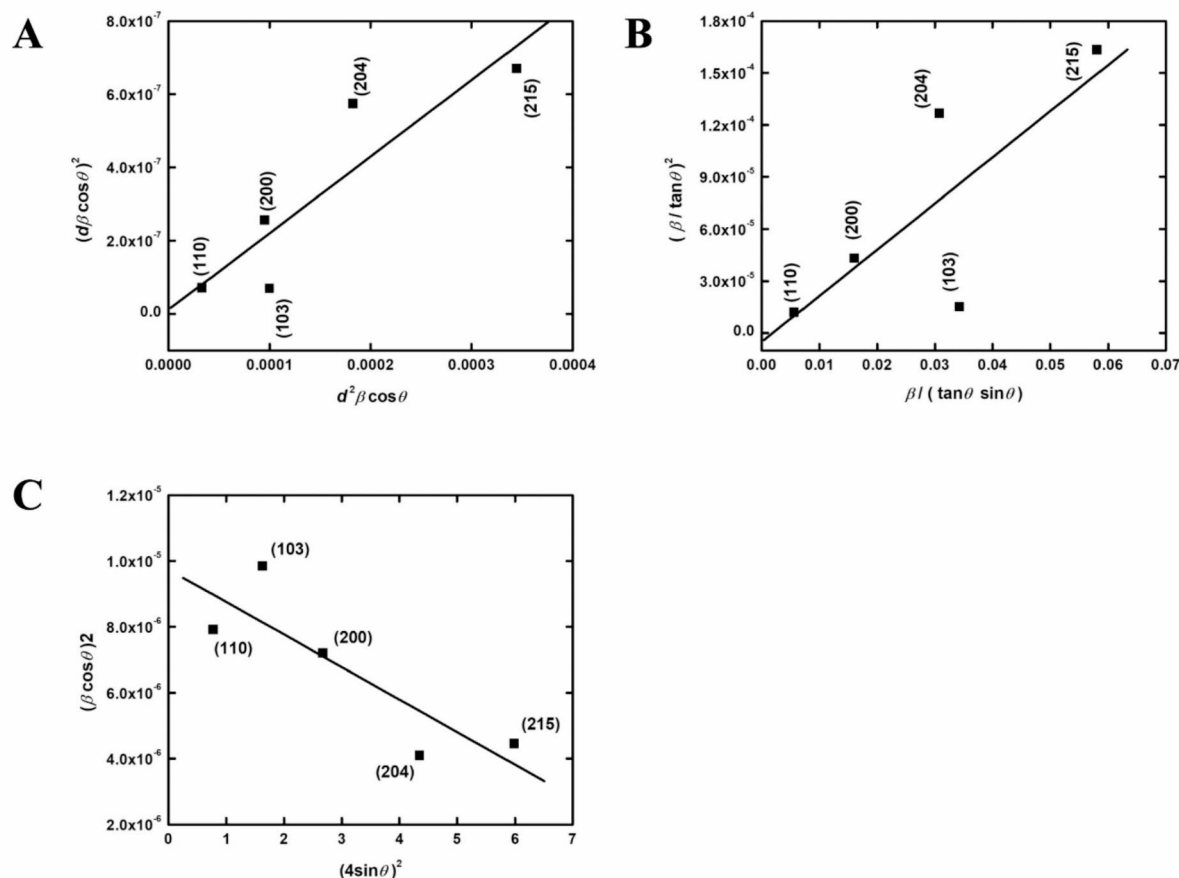 A
8.0x10⁻⁷
6.0x10⁻⁷
4.0x10⁻⁷
2.0x10⁻⁷
0.0
(dβcosθ)²
(110)
(200)
(103)
(204)
(215)
0.0000 0.0001 0.0002 0.0003 0.0004
d²βcosθ
B
1.8x10⁻⁴
1.5x10⁻⁴
1.2x10⁻⁴
9.0x10⁻⁵
6.0x10⁻⁵
3.0x10⁻⁵
0.0
(β/tanθ)²
(110)
(200)
(204)
(103)
(215)
0.00 0.01 0.02 0.03 0.04 0.05 0.06 0.07
β/(tanθ sinθ)
C
1.2x10⁻⁵
1.0x10⁻⁵
8.0x10⁻⁶
6.0x10⁻⁶
4.0x10⁻⁶
2.0x10⁻⁶
(βcosθ)2
(103)
(110)
(200)
(215)
(204)
0 1 2 3 4 5 6 7
(4sinθ)²